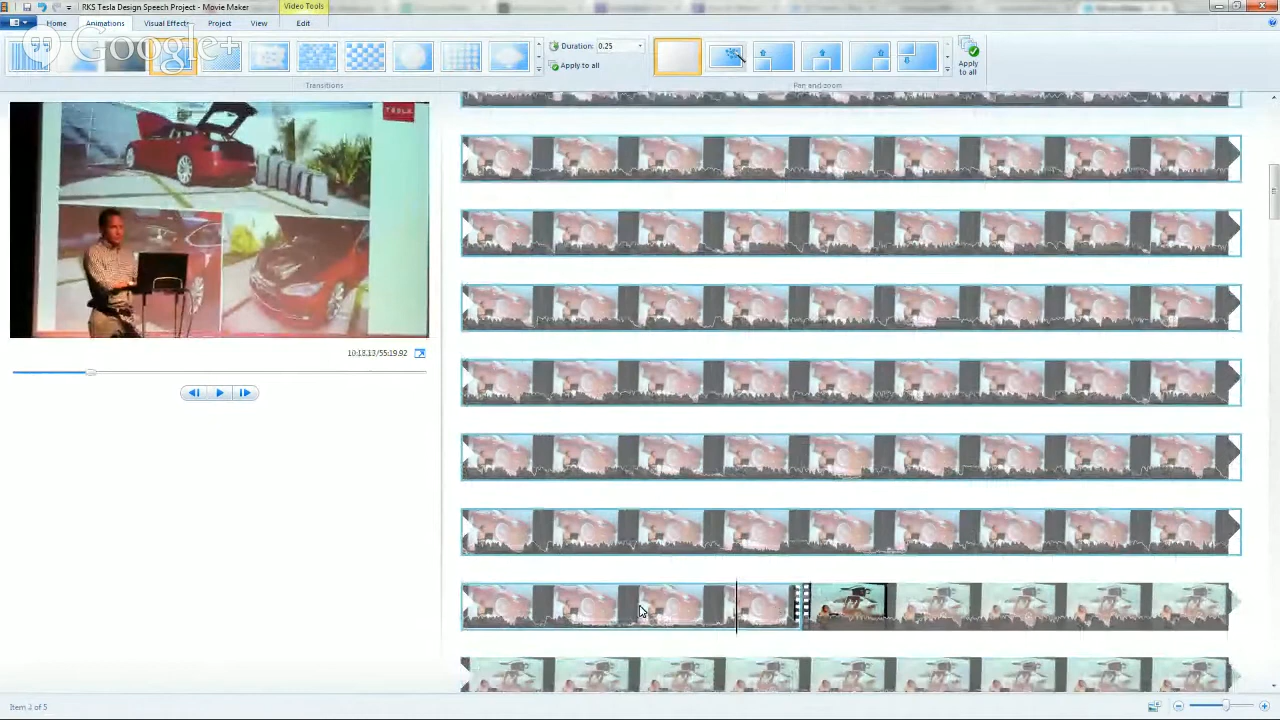 RKS Tesla Design Speech Project - Movie Maker
Video Tools
Home
Animations
Visual Effects
Project
View
Edit
Google+
Duration: 0.25
Apply to all
Transitions
Apply
to all
Pan and zoom
TESLA
10:18.13/55:19.92
Item 2 of 5